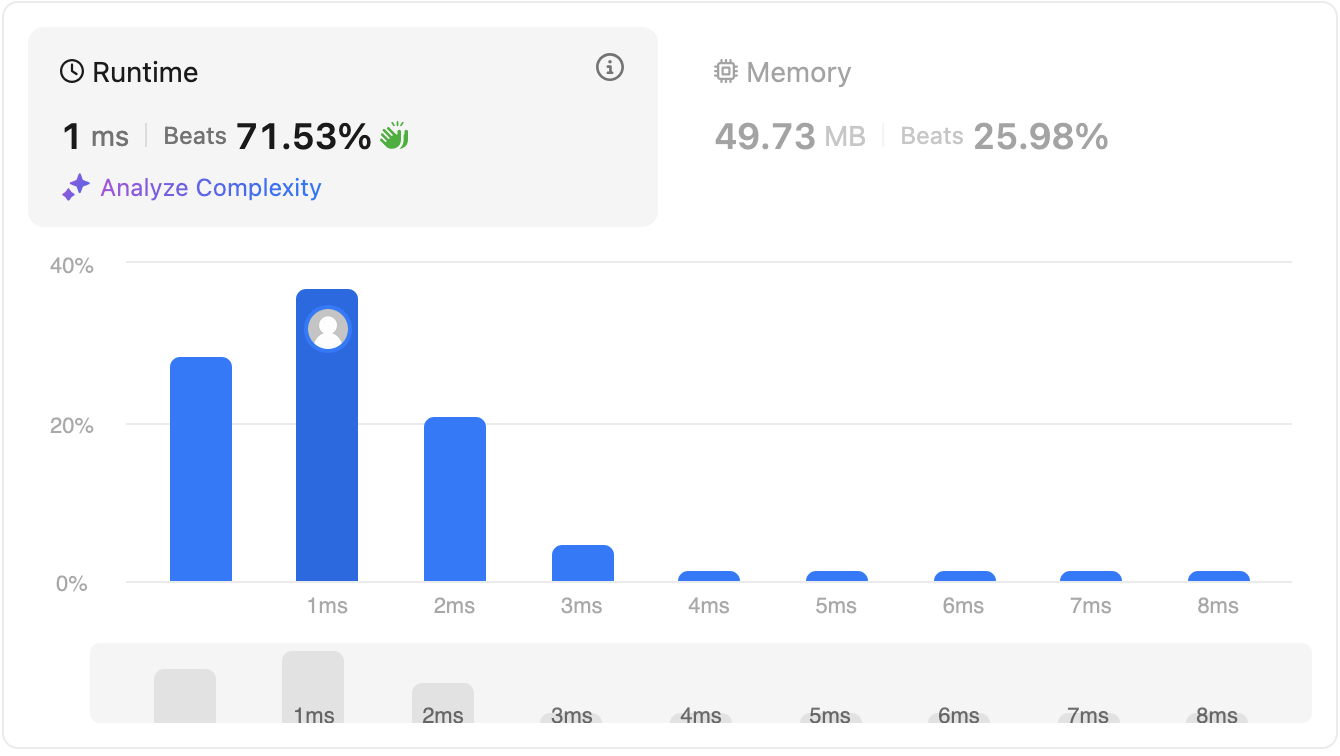 Runtime
1 ms | Beats 71.53%
Analyze Complexity
Memory
49.73 MB | Beats 25.98%
40%
20%
0%
1ms 2ms 3ms 4ms 5ms 6ms 7ms 8ms
1ms 2ms 3ms 4ms 5ms 6ms 7ms 8ms